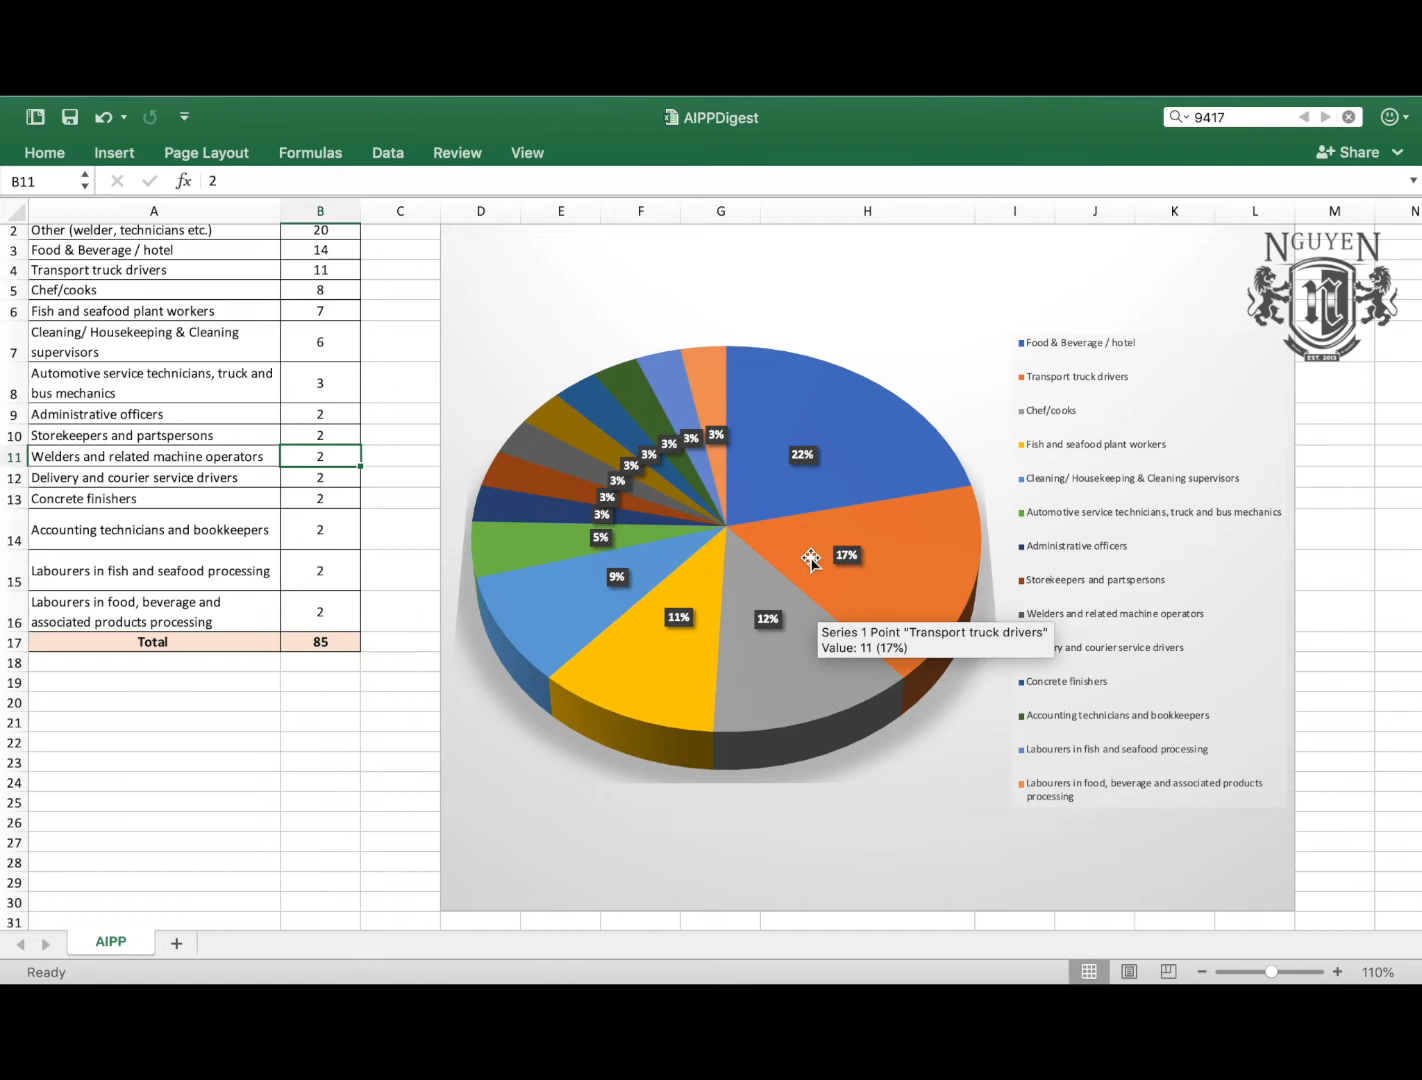 AIPPDigest
9417
Home Insert Page Layout Formulas Data Review View
Share
B11
fx 2
A B C D E F G H I J K L M N
2 Other (welder, technicians etc.) 20
3 Food & Beverage / hotel 14
4 Transport truck drivers 11
5 Chef/cooks 8
6 Fish and seafood plant workers 7
Cleaning/ Housekeeping & Cleaning
7 supervisors 6
Automotive service technicians, truck and
8 bus mechanics 3
9 Administrative officers 2
10 Storekeepers and partspersons 2
11 Welders and related machine operators 2
12 Delivery and courier service drivers 2
13 Concrete finishers 2
14 Accounting technicians and bookkeepers 2
15 Labourers in fish and seafood processing 2
Labourers in food, beverage and
16 associated products processing 2
17 Total 85
18
19
20
21
22
23
24
25
26
27
28
29
30
31
22%
17%
12%
11%
9%
5%
3%
3%
3%
3%
3%
3%
3%
3%
Series 1 Point "Transport truck drivers"
Value: 11 (17%)
NGUYEN
N
EST. 2013
Food & Beverage / hotel
Transport truck drivers
Chef/cooks
Fish and seafood plant workers
Cleaning/ Housekeeping & Cleaning supervisors
Automotive service technicians, truck and bus mechanics
Administrative officers
Storekeepers and partspersons
Welders and related machine operators
ry and courier service drivers
Concrete finishers
Accounting technicians and bookkeepers
Labourers in fish and seafood processing
Labourers in food, beverage and associated products
processing
AIPP
Ready
110%